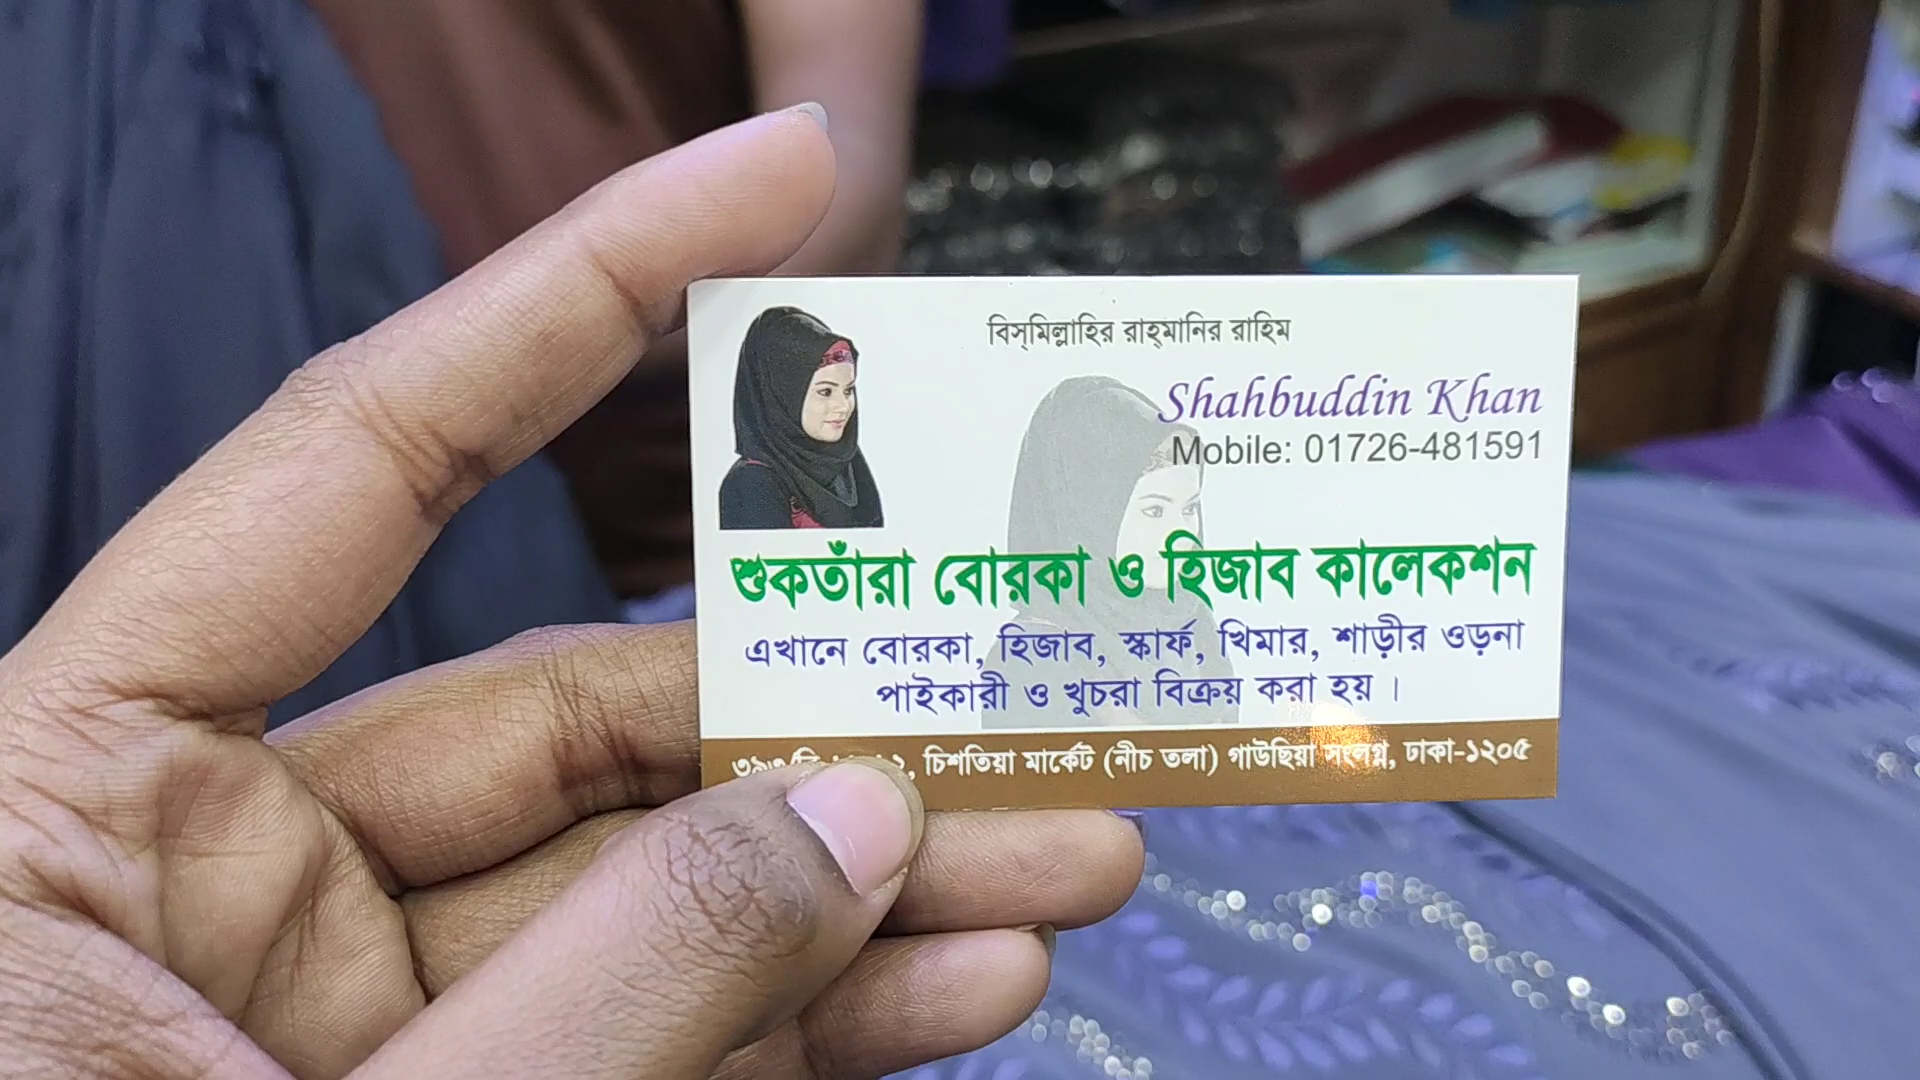 বিস্‌মিল্লাহির রাহ্‌মানির রাহিম
Shahbuddin Khan
Mobile: 01726-481591
শুকতাঁরা বোরকা ও হিজাব কালেকশন
এখানে বোরকা, হিজাব, স্কার্ফ, খিমার, শাড়ীর ওড়না
পাইকারী ও খুচরা বিক্রয় করা হয় ।
চিশতিয়া মার্কেট (নীচ তলা) গাউছিয়া সংলগ্ন, ঢাকা-১২০৫